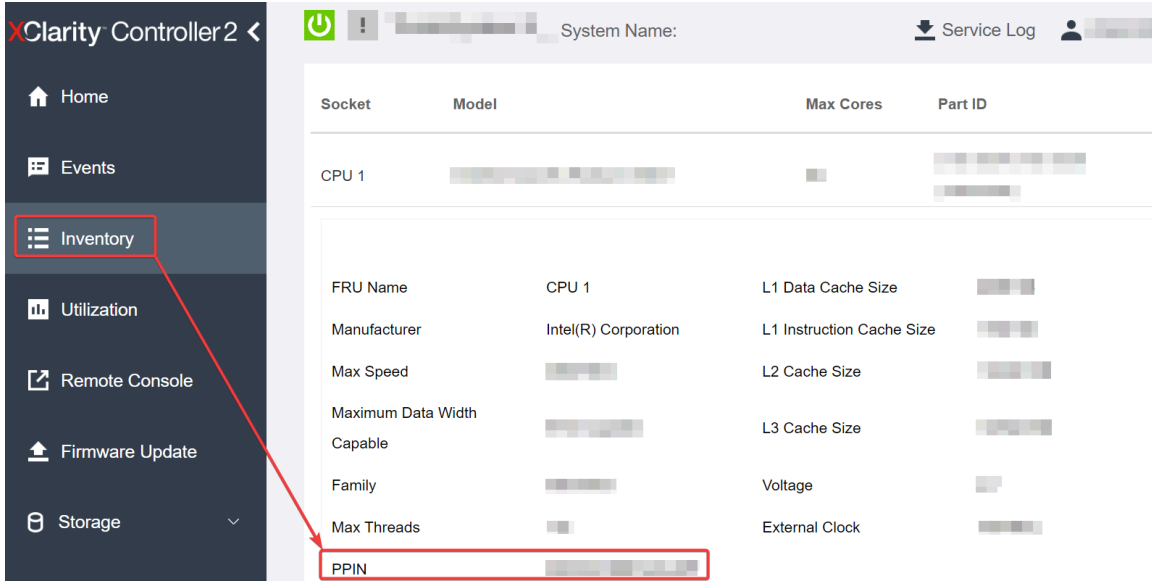 XClarity Controller 2
System Name:
Service Log
Home
Events
Inventory
Utilization
Remote Console
Firmware Update
Storage
Socket Model Max Cores Part ID
CPU 1
FRU Name CPU 1 L1 Data Cache Size
Manufacturer Intel(R) Corporation L1 Instruction Cache Size
Max Speed L2 Cache Size
Maximum Data Width
Capable
L3 Cache Size
Family Voltage
Max Threads External Clock
PPIN